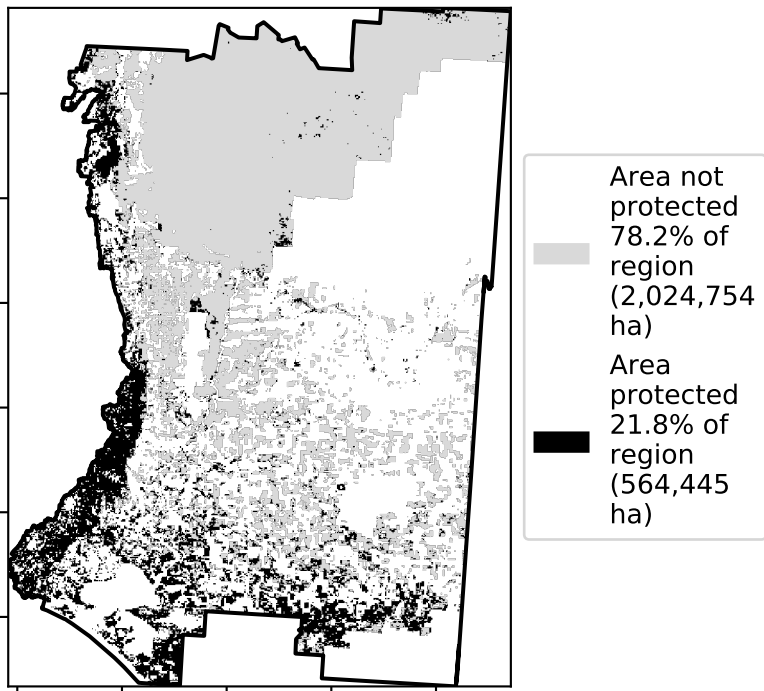 Area not
protected
78.2% of
region
(2,024,754
ha)
Area
protected
21.8% of
region
(564,445
ha)